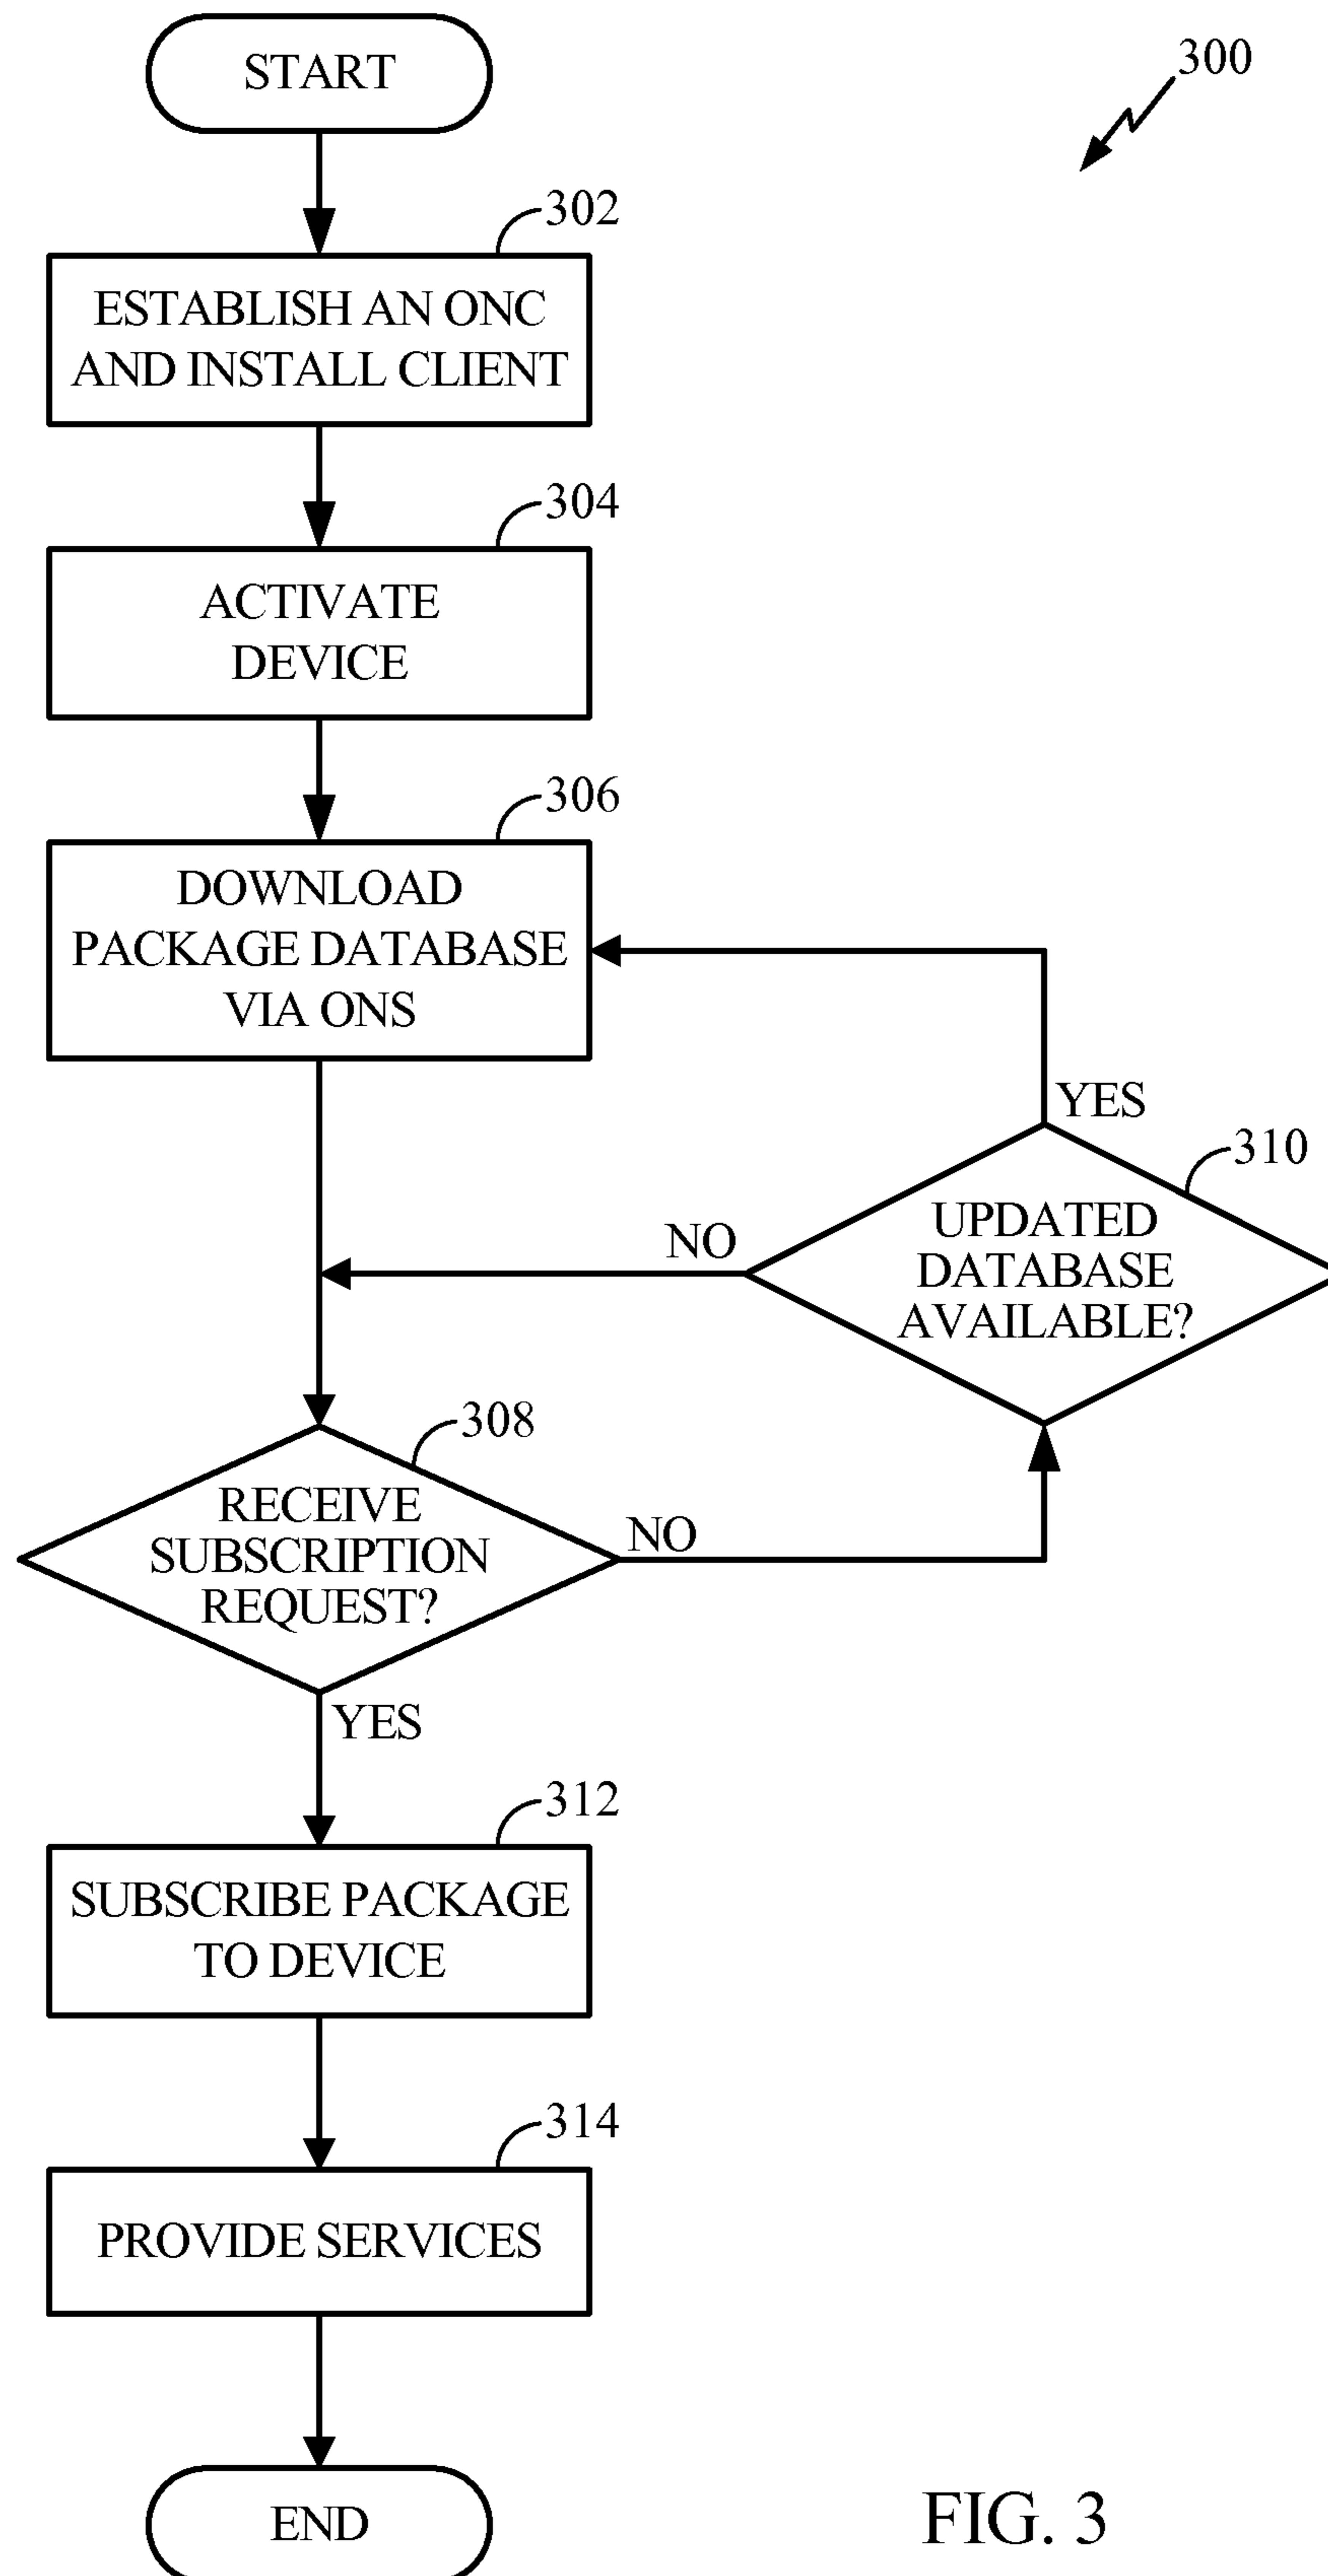 START
300
302
ESTABLISH AN ONC
AND INSTALL CLIENT
304
ACTIVATE
DEVICE
306
DOWNLOAD
PACKAGE DATABASE
VIA ONS
YES
310
UPDATED
DATABASE
AVAILABLE?
NO
308
RECEIVE
SUBSCRIPTION
REQUEST?
NO
YES
312
SUBSCRIBE PACKAGE
TO DEVICE
314
PROVIDE SERVICES
END
FIG. 3